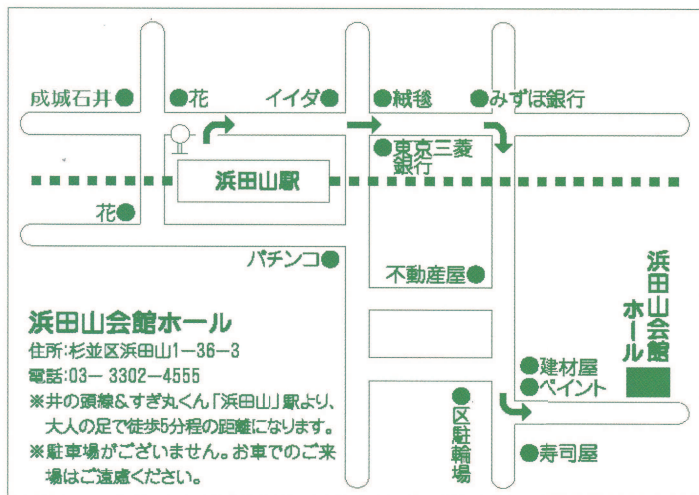 成城石井
花
イイダ
絨毯
みずほ銀行
東京三菱
銀行
浜田山駅
花
パチンコ
不動産屋
浜田山会館
ホール
浜田山会館ホール
住所:杉並区浜田山1－36－3
電話:03－3302－4555
※井の頭線&すぎ丸くん「浜田山」駅より、
大人の足で徒歩5分程の距離になります。
※駐車場がございません。お車でのご来
場はご遠慮ください。
建材屋
ペイント
区駐輪場
寿司屋